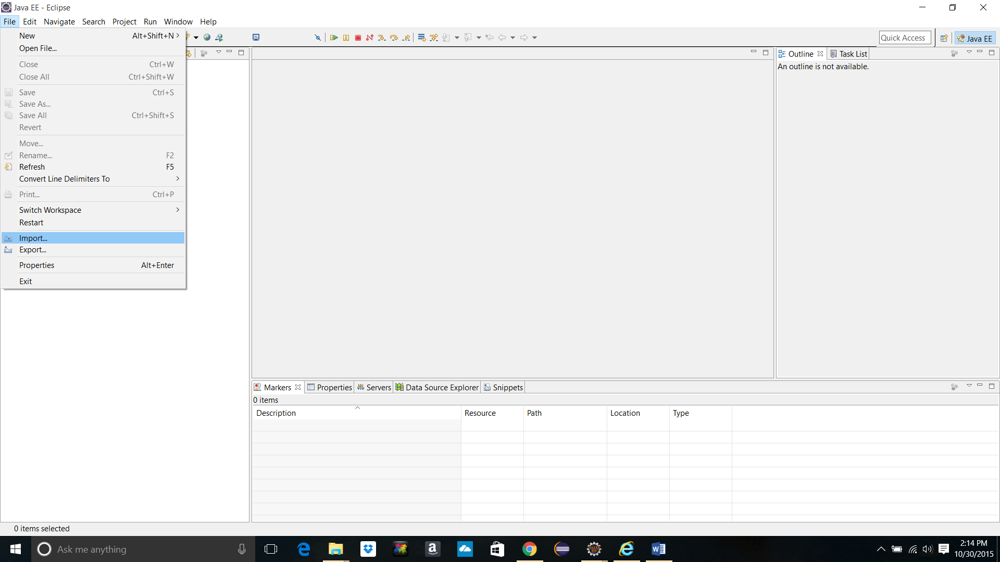 Java EE - Eclipse
File Edit Navigate Search Project Run Window Help
New Alt+Shift+N
Open File...
Close Ctrl+W
Close All Ctrl+Shift+W
Save Ctrl+S
Save As...
Save All Ctrl+Shift+S
Revert
Move...
Rename... F2
Refresh F5
Convert Line Delimiters To
Print... Ctrl+P
Switch Workspace
Restart
Import...
Export...
Properties Alt+Enter
Exit
Quick Access Java EE
Outline Task List
An outline is not available.
Markers Properties Servers Data Source Explorer Snippets
0 items
Description Resource Path Location Type
0 items selected
Ask me anything
2:14 PM
10/30/2015